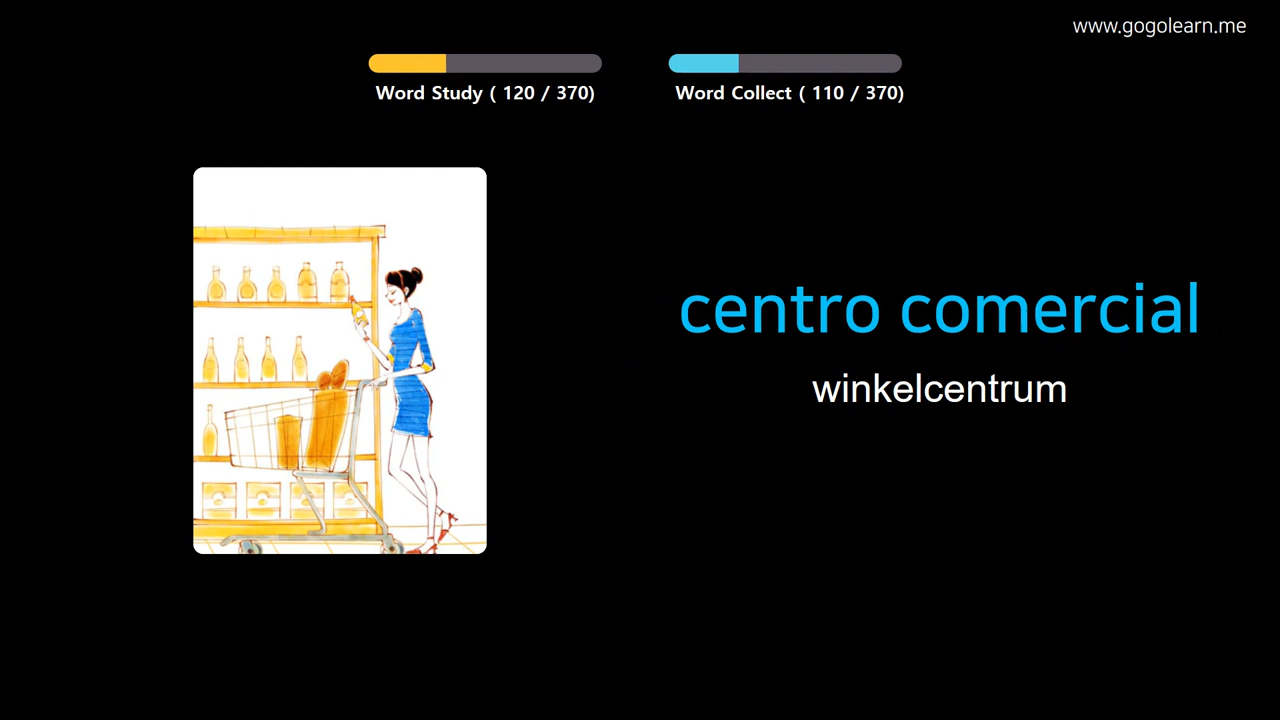 www.gogolearn.me
Word Study ( 120 / 370)
Word Collect ( 110 / 370)
centro comercial
winkelcentrum